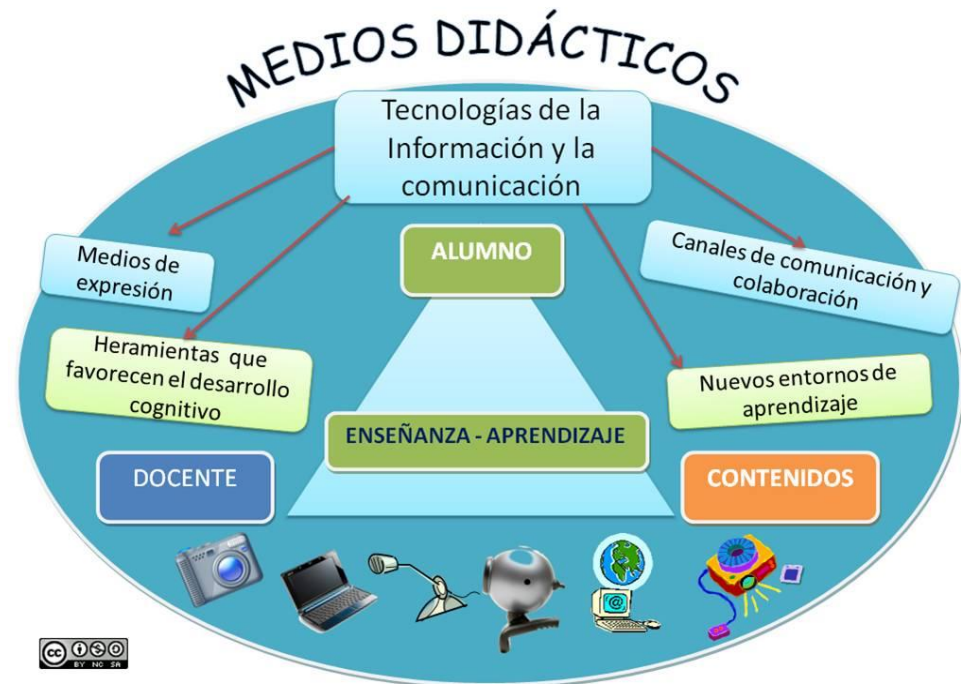 MEDIOS DIDÁCTICOS
Tecnologías de la
Información y la
comunicación
Medios de
expresión
ALUMNO
Canales de comunicación y
colaboración
Heramientas que
favorecen el desarrollo
cognitivo
Nuevos entornos de
aprendizaje
ENSEÑANZA - APRENDIZAJE
DOCENTE
CONTENIDOS
@
cc
BY NC SA